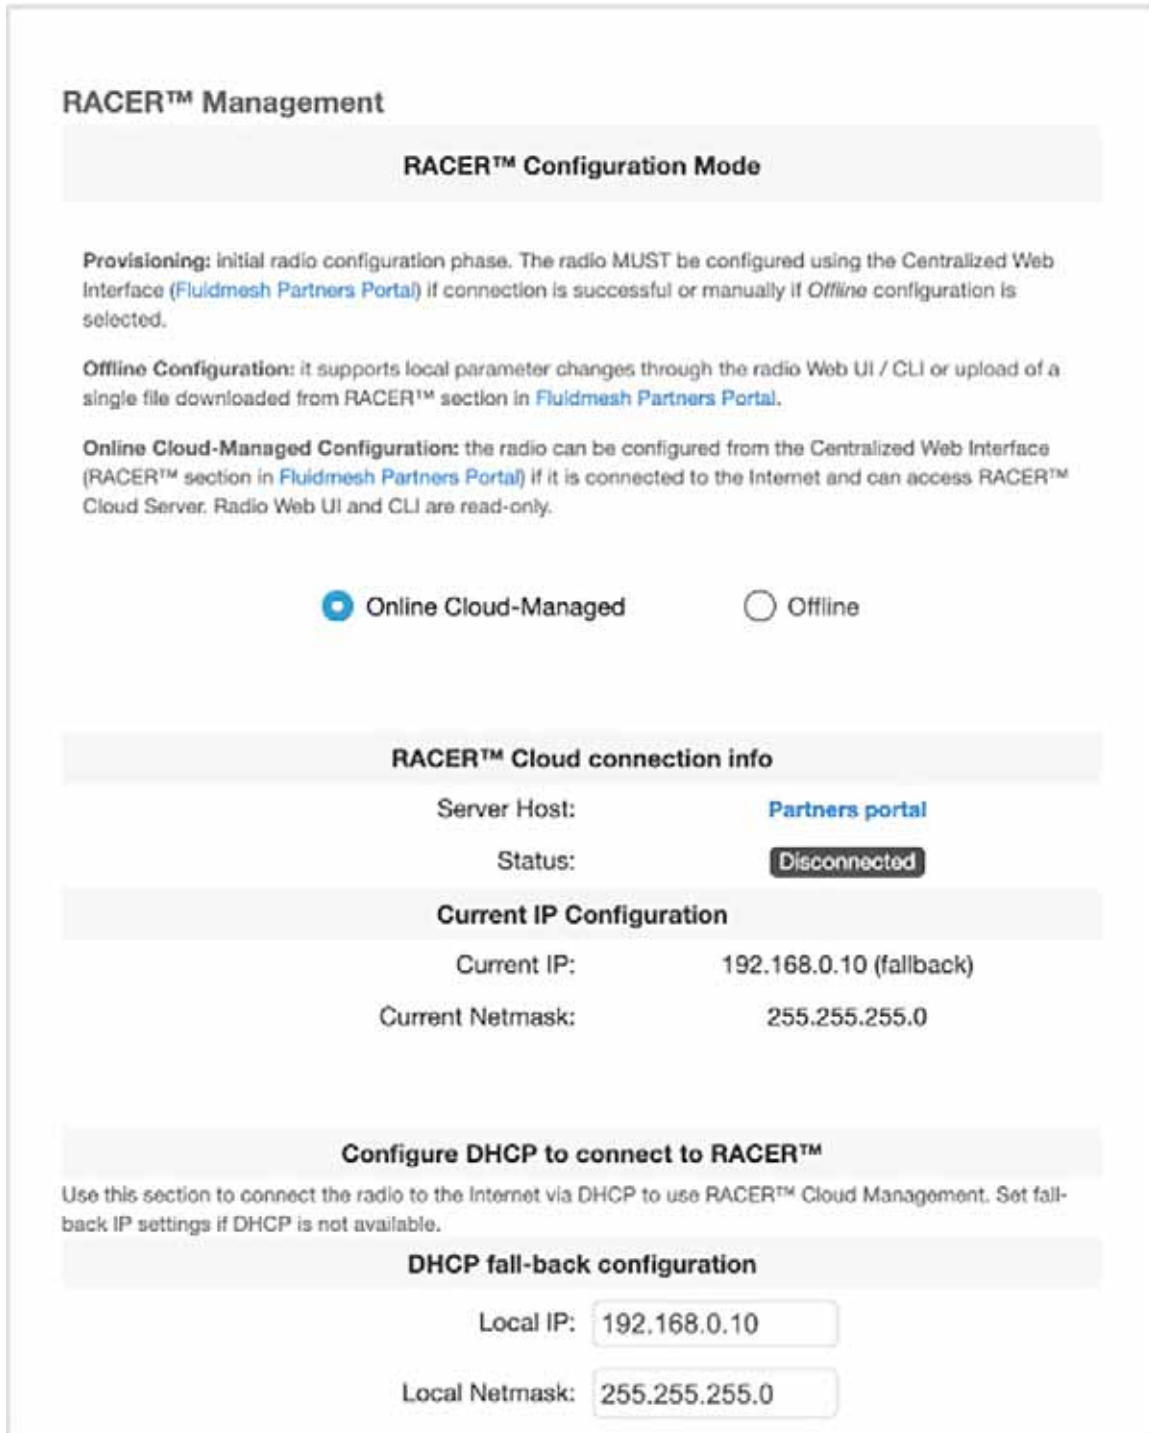 RACER™ Management
RACER™ Configuration Mode
Provisioning: initial radio configuration phase. The radio MUST be configured using the Centralized Web
Interface (Fluidmesh Partners Portal) if connection is successful or manually if Offline configuration is
selected.
Offline Configuration: it supports local parameter changes through the radio Web UI / CLI or upload of a
single file downloaded from RACER™ section in Fluidmesh Partners Portal.
Online Cloud-Managed Configuration: the radio can be configured from the Centralized Web Interface
(RACER™ section in Fluidmesh Partners Portal) if it is connected to the Internet and can access RACER™
Cloud Server. Radio Web UI and CLI are read-only.
Online Cloud-Managed Offline
RACER™ Cloud connection info
Server Host: Partners portal
Status: Disconnected
Current IP Configuration
Current IP: 192.168.0.10 (fallback)
Current Netmask: 255.255.255.0
Configure DHCP to connect to RACER™
Use this section to connect the radio to the Internet via DHCP to use RACER™ Cloud Management. Set fall-
back IP settings if DHCP is not available.
DHCP fall-back configuration
Local IP: 192.168.0.10
Local Netmask: 255.255.255.0